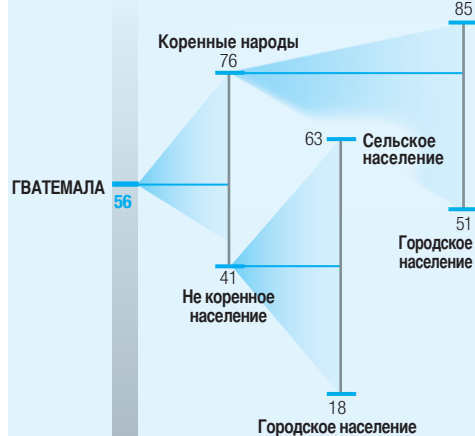 85
Коренные народы
76
63
Сельское
население
ГВАТЕМАЛА
56
51
Городское
население
41
Не коренное
население
18
Городское население